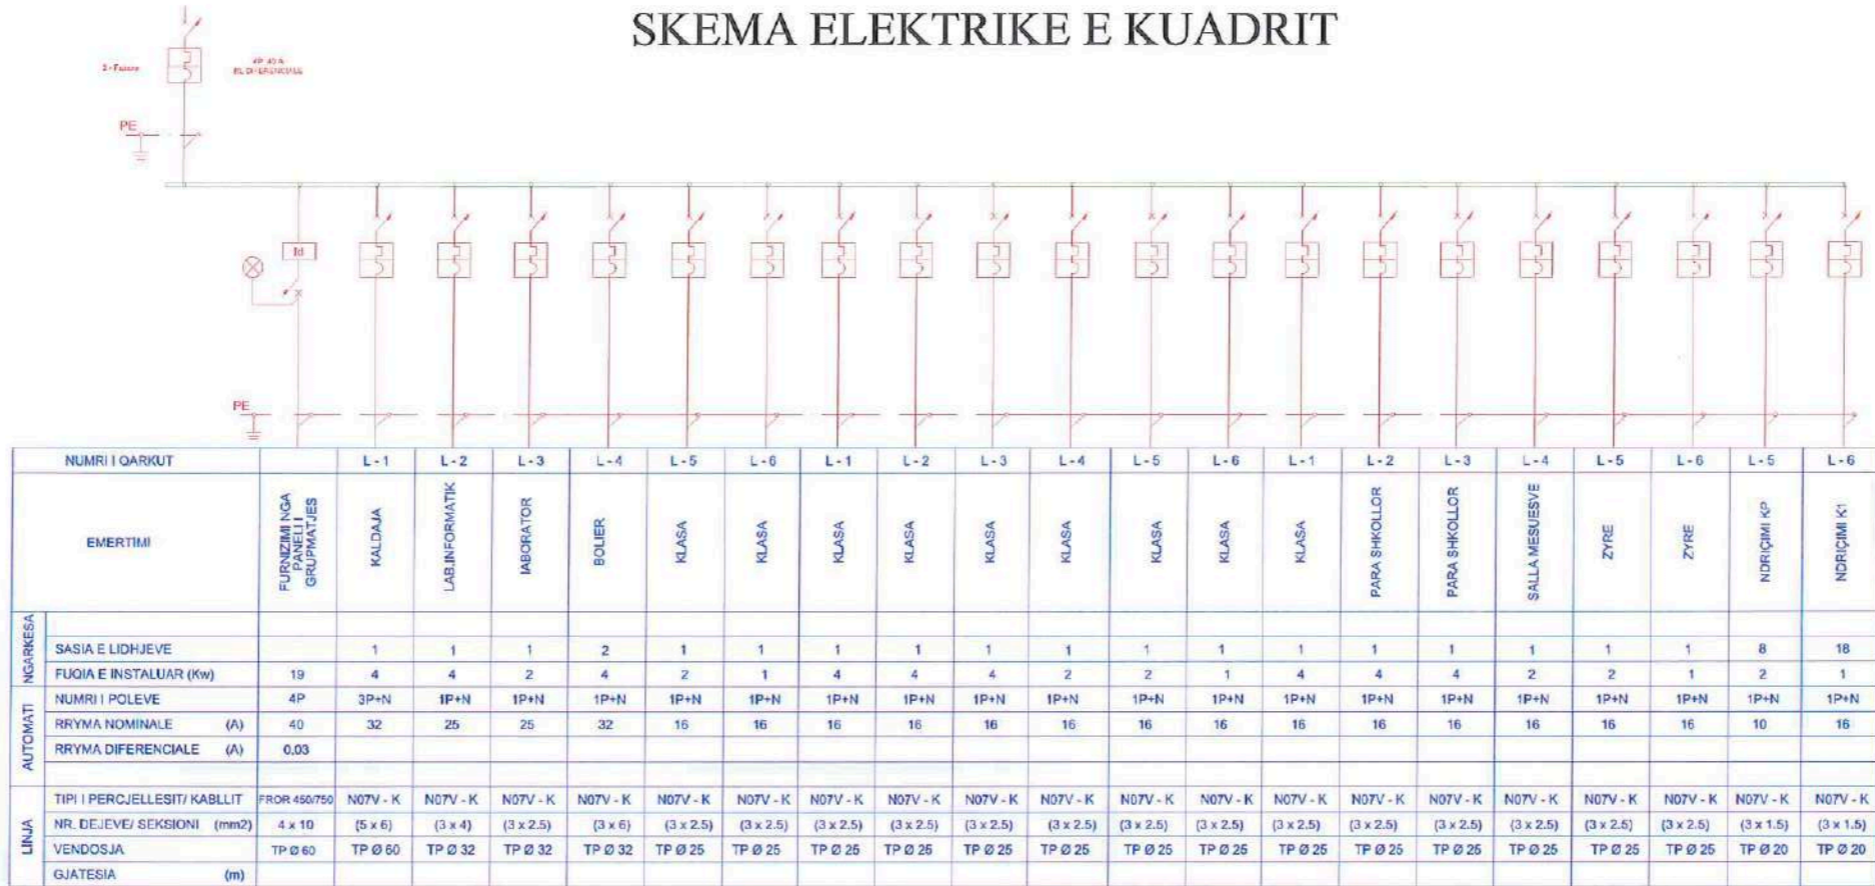 SKEMA ELEKTRIKE E KUADRIT
PE
Id
PE
NUMRI I QARKUT L - 1 L - 2 L - 3 L - 4 L - 5 L - 6 L - 1 L - 2 L - 3 L - 4 L - 5 L - 6 L - 1 L - 2 L - 3 L - 4 L - 5 L - 6 L - 5 L - 6
EMERTIMI
FURNIZIMI NGA
PANELI I
GRUPMATJES
KALDAJA
LAB.INFORMATIK
lABORATOR
BOLIER
KLASA
KLASA
KLASA
KLASA
KLASA
KLASA
KLASA
KLASA
KLASA
PARA SHKOLLOR
PARA SHKOLLOR
SALLA MESUESVE
ZYRE
ZYRE
NDRIÇIMI KP
NDRIÇIMI K1
NGARKESA
SASIA E LIDHJEVE 1 1 1 2 1 1 1 1 1 1 1 1 1 1 1 1 1 1 8 18
FUQIA E INSTALUAR (Kw) 19 4 4 2 4 2 1 4 4 4 2 2 1 4 4 4 2 2 1 2 1
AUTOMATI
NUMRI I POLEVE 4P 3P+N 1P+N 1P+N 1P+N 1P+N 1P+N 1P+N 1P+N 1P+N 1P+N 1P+N 1P+N 1P+N 1P+N 1P+N 1P+N 1P+N 1P+N 1P+N 1P+N
RRYMA NOMINALE (A) 40 32 25 25 32 16 16 16 16 16 16 16 16 16 16 16 16 16 16 10 16
RRYMA DIFERENCIALE (A) 0,03
LINJA
TIPI I PERCJELLESIT/ KABLLIT FROR 450/750 N07V - K N07V - K N07V - K N07V - K N07V - K N07V - K N07V - K N07V - K N07V - K N07V - K N07V - K N07V - K N07V - K N07V - K N07V - K N07V - K N07V - K N07V - K N07V - K N07V - K
NR. DEJEVE/ SEKSIONI (mm2) 4 x 10 (5 x 6) (3 x 4) (3 x 2.5) (3 x 6) (3 x 2.5) (3 x 2.5) (3 x 2.5) (3 x 2.5) (3 x 2.5) (3 x 2.5) (3 x 2.5) (3 x 2.5) (3 x 2.5) (3 x 2.5) (3 x 2.5) (3 x 2.5) (3 x 2.5) (3 x 2.5) (3 x 1.5) (3 x 1.5)
VENDOSJA TP Ø 60 TP Ø 60 TP Ø 32 TP Ø 32 TP Ø 32 TP Ø 25 TP Ø 25 TP Ø 25 TP Ø 25 TP Ø 25 TP Ø 25 TP Ø 25 TP Ø 25 TP Ø 25 TP Ø 25 TP Ø 25 TP Ø 25 TP Ø 25 TP Ø 25 TP Ø 20 TP Ø 20
GJATESIA (m)